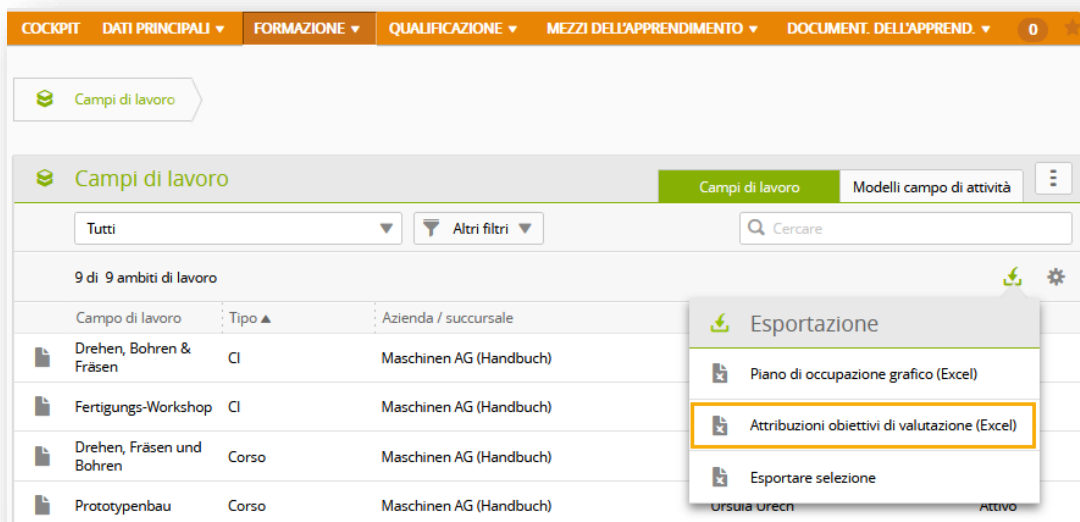 COCKPIT DATI PRINCIPALI FORMAZIONE QUALIFICAZIONE MEZZI DELL'APPRENDIMENTO DOCUMENT. DELL'APPREND. 0
Campi di lavoro
Campi di lavoro Campi di lavoro Modelli campo di attività
Tutti Altri filtri Cercare
9 di 9 ambiti di lavoro
Campo di lavoro Tipo Azienda / succursale
Esportazione
Drehen, Bohren &
Fräsen CI Maschinen AG (Handbuch)
Piano di occupazione grafico (Excel)
Fertigungs-Workshop CI Maschinen AG (Handbuch)
Attribuzioni obiettivi di valutazione (Excel)
Drehen, Fräsen und
Bohren Corso Maschinen AG (Handbuch)
Esportare selezione
Prototypenbau Corso Maschinen AG (Handbuch) Ursula Urech Attivo